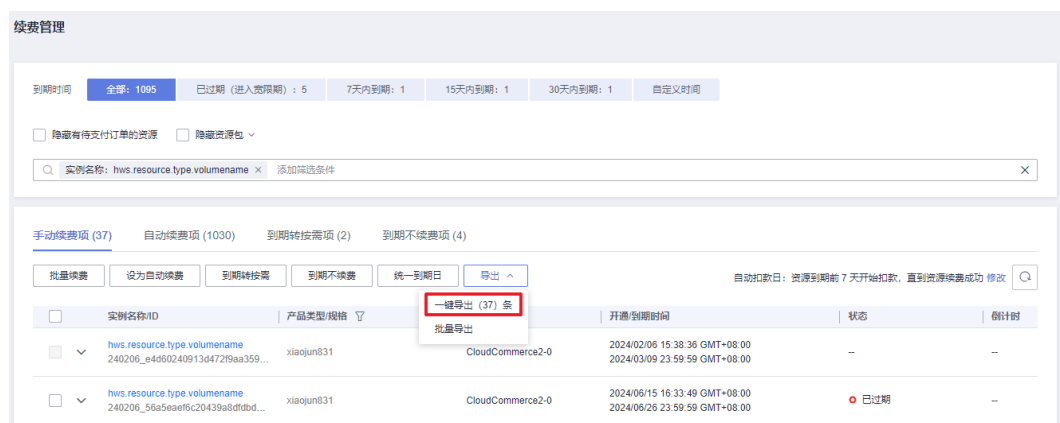 续费管理
到期时间 全部：1095 已过期（进入宽限期）：5 7天内到期：1 15天内到期：1 30天内到期：1 自定义时间
隐藏有待支付订单的资源 隐藏资源包
实例名称：hws.resource.type.volumename × 添加筛选条件
手动续费项 (37) 自动续费项 (1030) 到期转按需项 (2) 到期不续费项 (4)
批量续费 设为自动续费 到期转按需 到期不续费 统一到期日 导出 自动扣款日：资源到期前 7 天开始扣款，直到资源续费成功 修改
一键导出（37）条
批量导出
实例名称/ID 产品类型/规格 开通/到期时间 状态 倒计时
hws.resource.type.volumename
240206_e4d60240913d472f9aa359... xiaojun831 CloudCommerce2-0 2024/02/06 15:38:36 GMT+08:00 -- --
2024/03/09 23:59:59 GMT+08:00
hws.resource.type.volumename
240206_56a5eaef6c20439a8dfdbd... xiaojun831 CloudCommerce2-0 2024/06/15 16:33:49 GMT+08:00 已过期 --
2024/06/26 23:59:59 GMT+08:00